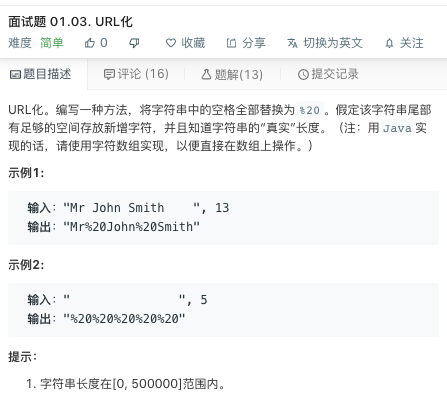 面试题 01.03. URL化
难度 简单 0 收藏 分享 切换为英文 关注
题目描述 评论 (16) 题解(13) 提交记录
URL化。编写一种方法，将字符串中的空格全部替换为 %20 。假定该字符串尾部
有足够的空间存放新增字符，并且知道字符串的“真实”长度。（注：用 Java 实
现的话，请使用字符数组实现，以便直接在数组上操作。）
示例1:
输入："Mr John Smith    ", 13
输出："Mr%20John%20Smith"
示例2:
输入："               ", 5
输出："%20%20%20%20%20"
提示：
1. 字符串长度在[0, 500000]范围内。